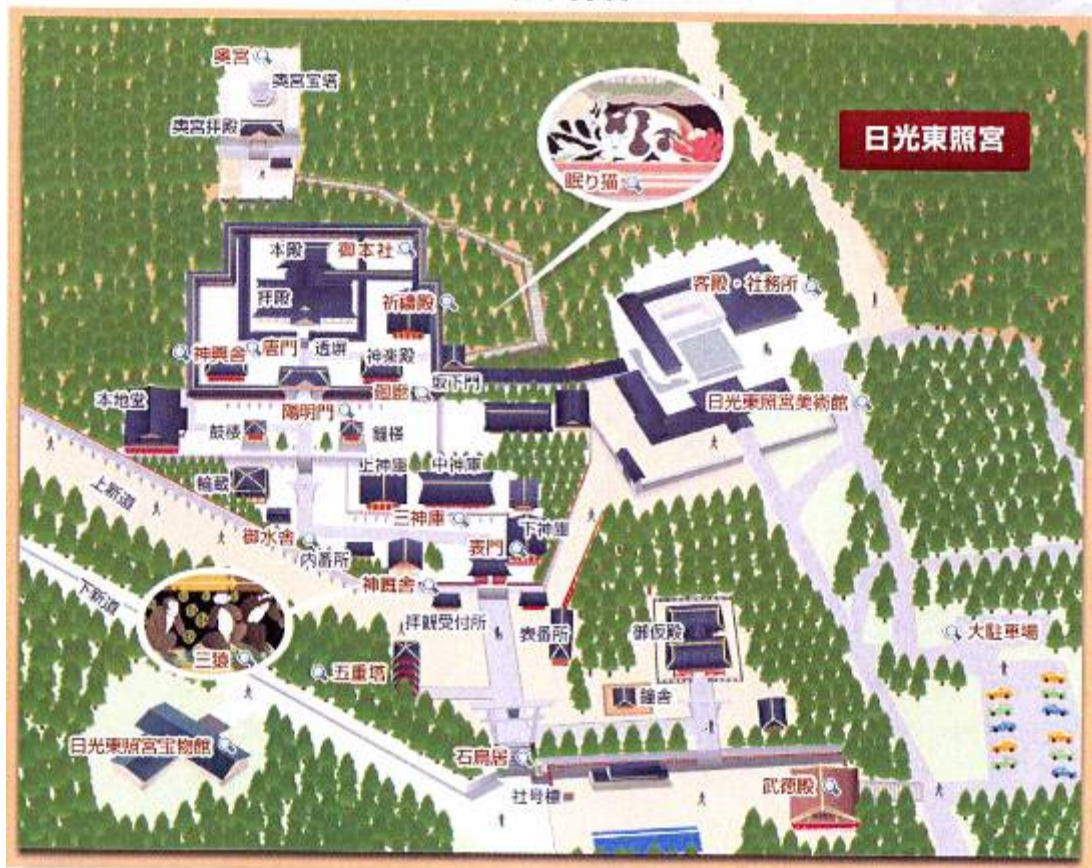 奥宮
奥宮宝塔
奥宮拝殿
日光東照宮
眠り猫
本殿
御本社
拝殿
祈祷殿
客殿・社務所
神輿舎
唐門
透塀
神楽殿
坂下門
廻廊
本地堂
陽明門
日光東照宮美術館
鼓楼
鐘楼
上神庫
中神庫
輪蔵
上新道
三神庫
下神庫
御水舎
内番所
表門
神厩舎
下新道
拝観受付所
表番所
御仮殿
大駐車場
三猿
五重塔
鐘舎
日光東照宮宝物館
石鳥居
社号標
武徳殿